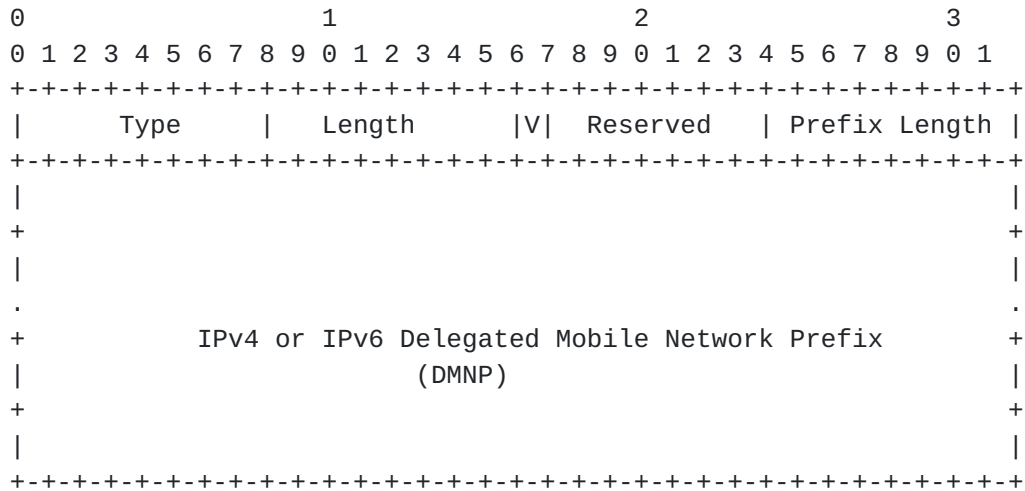 0                   1                   2                   3
0 1 2 3 4 5 6 7 8 9 0 1 2 3 4 5 6 7 8 9 0 1 2 3 4 5 6 7 8 9 0 1
+-+-+-+-+-+-+-+-+-+-+-+-+-+-+-+-+-+-+-+-+-+-+-+-+-+-+-+-+-+-+-+-+
|      Type     |   Length      |V|  Reserved   | Prefix Length |
+-+-+-+-+-+-+-+-+-+-+-+-+-+-+-+-+-+-+-+-+-+-+-+-+-+-+-+-+-+-+-+-+
|                                                               |
+                                                               +
|                                                               |
.                                                               .
+           IPv4 or IPv6 Delegated Mobile Network Prefix        +
|                         (DMNP)                                |
+                                                               +
|                                                               |
+-+-+-+-+-+-+-+-+-+-+-+-+-+-+-+-+-+-+-+-+-+-+-+-+-+-+-+-+-+-+-+-+